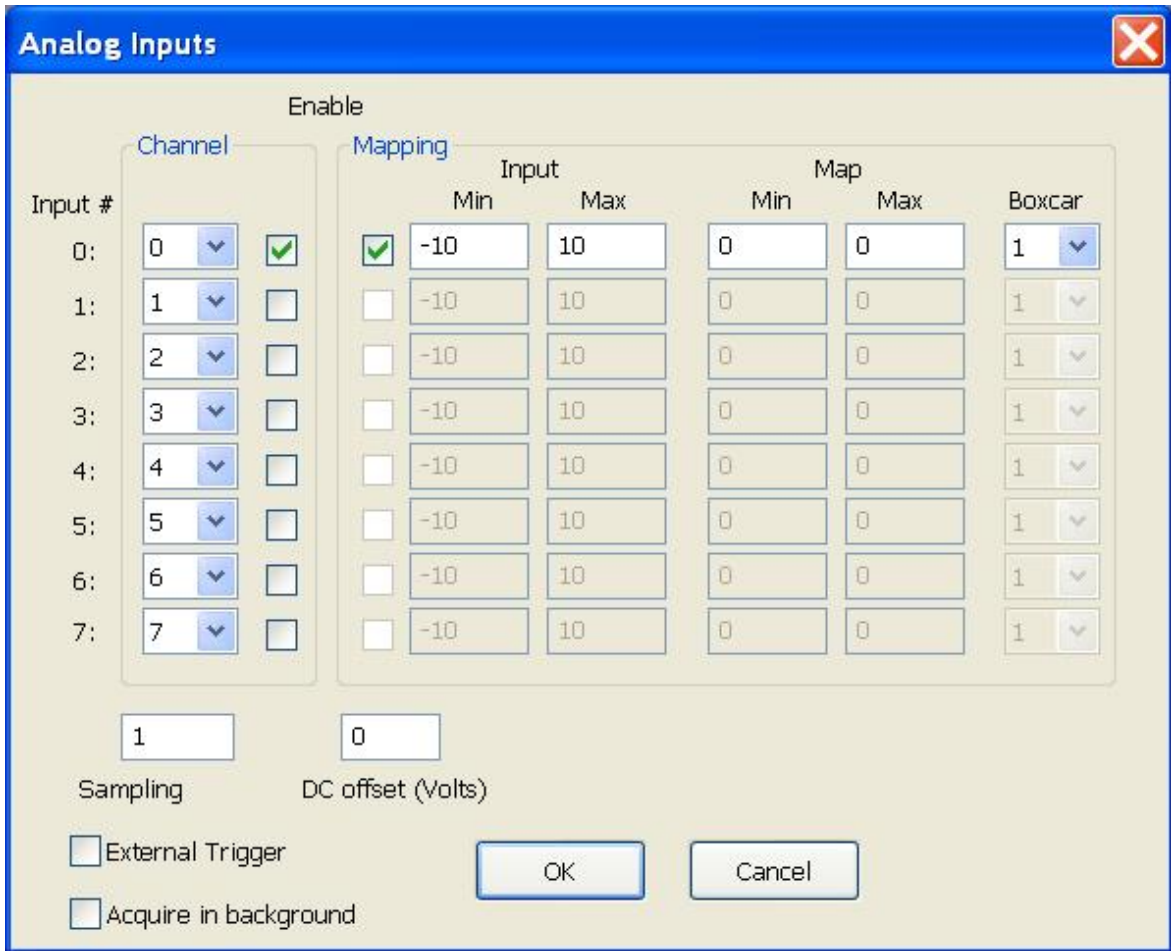 Analog Inputs
Enable
Channel Mapping
Input Map
Input # Min Max Min Max Boxcar
0: 0 -10 10 0 0 1
1: 1 -10 10 0 0 1
2: 2 -10 10 0 0 1
3: 3 -10 10 0 0 1
4: 4 -10 10 0 0 1
5: 5 -10 10 0 0 1
6: 6 -10 10 0 0 1
7: 7 -10 10 0 0 1
1 0
Sampling DC offset (Volts)
External Trigger
OK Cancel
Acquire in background